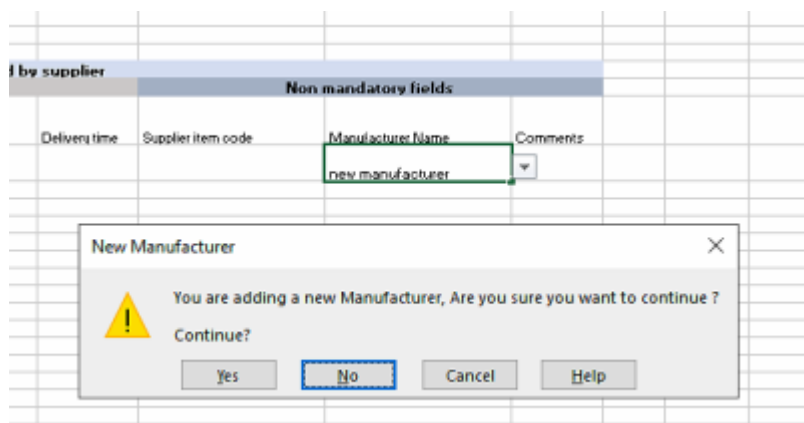 d by supplier
Non mandatory fields
Delivery time Supplier item code Manufacturer Name Comments
new manufacturer
New Manufacturer
You are adding a new Manufacturer, Are you sure you want to continue ?
Continue?
Yes No Cancel Help